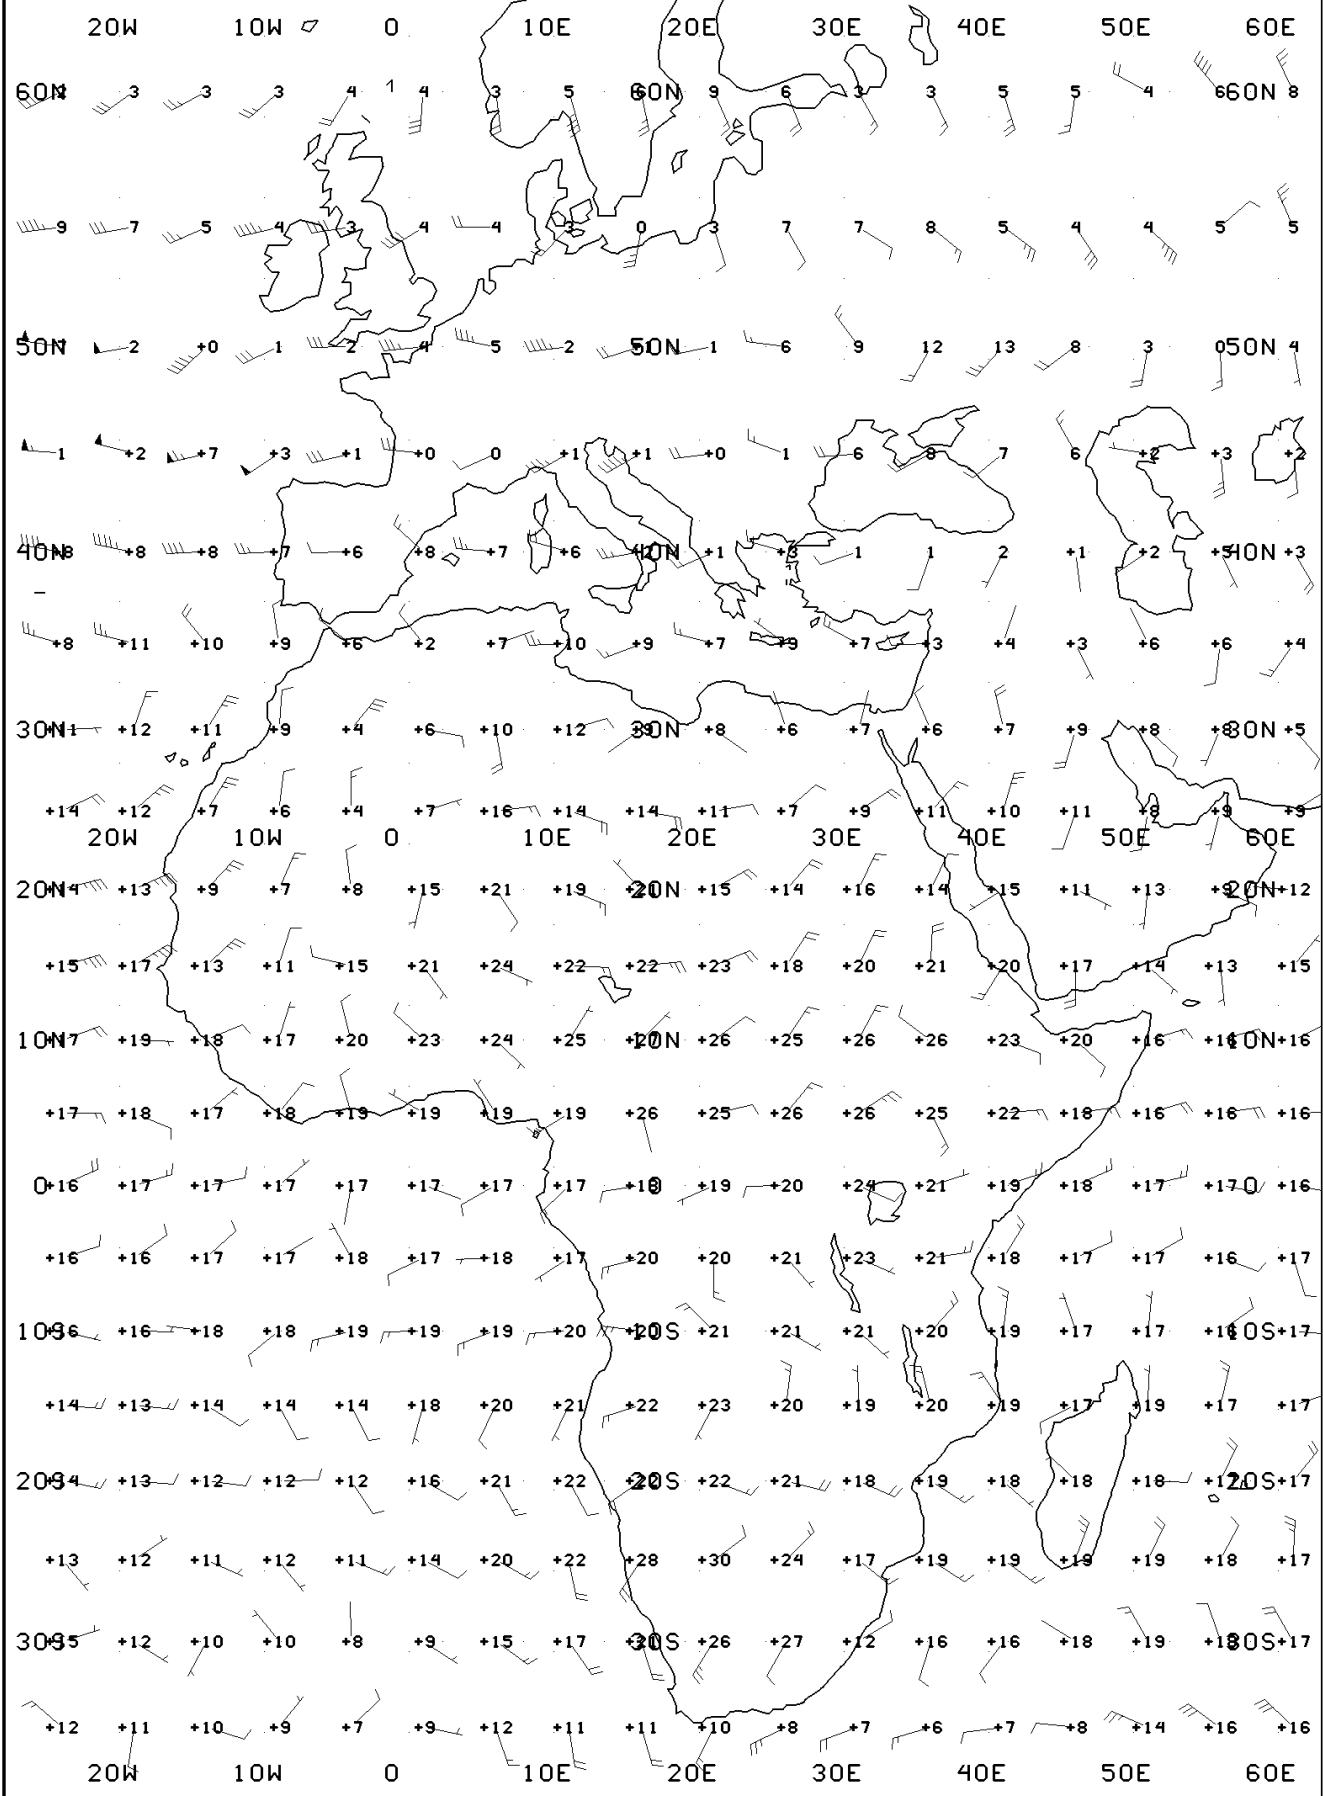 20W 10W 0 10E 20E 30E 40E 50E 60E
60N 3 3 3 4 1 4 3 5 60N 9 6 3 3 5 5 4 6 60N 8
9 7 5 4 3 4 4 3 0 3 7 7 8 5 4 4 5 5
50N 2 +0 1 2 4 5 2 50N 1 6 9 12 13 8 3 0 50N 4
1 +2 +7 +3 +1 +0 0 +1 +1 +0 1 6 8 7 6 +2 +3 +2
40N +8 +8 +8 +7 +6 +8 +7 +6 40N +1 +3 1 1 2 +1 +2 +5 40N +3
+8 +11 +10 +9 +6 +2 +7 +10 +9 +7 +9 +7 +3 +4 +3 +6 +6 +4
30N +12 +11 +9 +4 +6 +10 +12 30N +8 +6 +7 +6 +7 +9 +8 +8 30N +5
+14 +12 +7 +6 +4 +7 +16 +14 +14 +11 +7 +9 +11 +10 +11 +8 +9 +9
20W 10W 0 10E 20E 30E 40E 50E 60E
20N +13 +9 +7 +8 +15 +21 +19 20N +15 +14 +16 +14 +15 +11 +13 +9 20N +12
+15 +17 +13 +11 +15 +21 +24 +22 +22 +23 +18 +20 +21 +20 +17 +14 +13 +15
10N +19 +18 +17 +20 +23 +24 +25 10N +26 +25 +26 +26 +23 +20 +16 10N +16
+17 +18 +17 +18 +19 +19 +19 +19 +26 +25 +26 +26 +25 +22 +18 +16 +16 +16
0 +16 +17 +17 +17 +17 +17 +17 +17 0 +19 +20 +24 +21 +19 +18 +17 +17 0 +16
+16 +16 +17 +17 +18 +17 +18 +17 +20 +20 +21 +23 +21 +18 +17 +17 +16 +17
10S +16 +18 +18 +19 +19 +19 +20 10S +21 +21 +21 +20 +19 +17 +17 10S +17
+14 +13 +14 +14 +14 +18 +20 +21 +22 +23 +20 +19 +20 +19 +17 +19 +17 +17
20S +13 +12 +12 +12 +16 +21 +22 20S +22 +21 +18 +19 +18 +18 +18 20S +17
+13 +12 +11 +12 +11 +14 +20 +22 +28 +30 +24 +17 +19 +19 +19 +19 +18 +17
30S +12 +10 +10 +8 +9 +15 +17 30S +26 +27 +12 +16 +16 +18 +19 30S +17
+12 +11 +10 +9 +7 +9 +12 +11 +11 +10 +8 +7 +6 +7 +8 +14 +16 +16
20W 10W 0 10E 20E 30E 40E 50E 60E